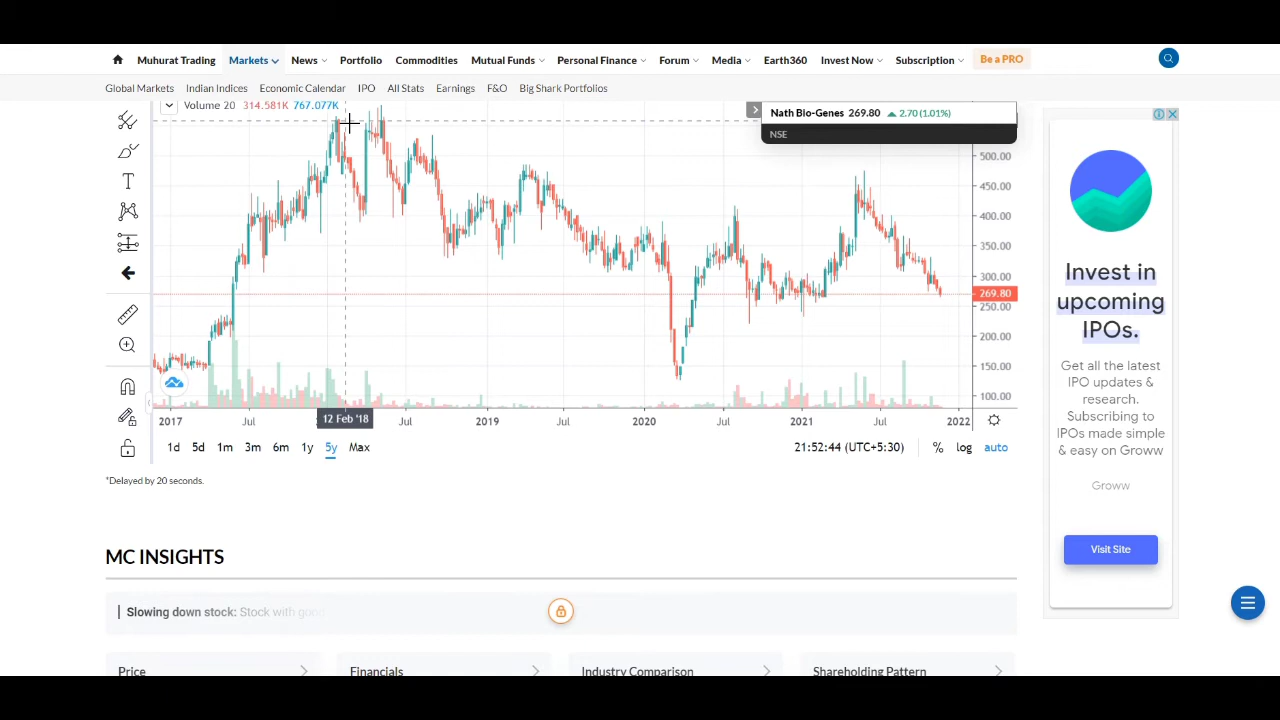 Muhurat Trading Markets News Portfolio Commodities Mutual Funds Personal Finance Forum Media Earth360 Invest Now Subscription Be a PRO
Global Markets Indian Indices Economic Calendar IPO All Stats Earnings F&O Big Shark Portfolios
Volume 20 314.581K 767.077K
Nath Bio-Genes 269.80 2.70 (1.01%)
NSE
500.00
450.00
400.00
350.00
300.00
269.80
250.00
200.00
150.00
100.00
2017 Jul 12 Feb '18 Jul 2019 Jul 2020 Jul 2021 Jul 2022
1d 5d 1m 3m 6m 1y 5y Max 21:52:44 (UTC+5:30) % log auto
*Delayed by 20 seconds.
MC INSIGHTS
Slowing down stock: Stock with good
Price Financials Industry Comparison Shareholding Pattern
Invest in
upcoming
IPOs.
Get all the latest
IPO updates &
research.
Subscribing to
IPOs made simple
& easy on Groww
Groww
Visit Site